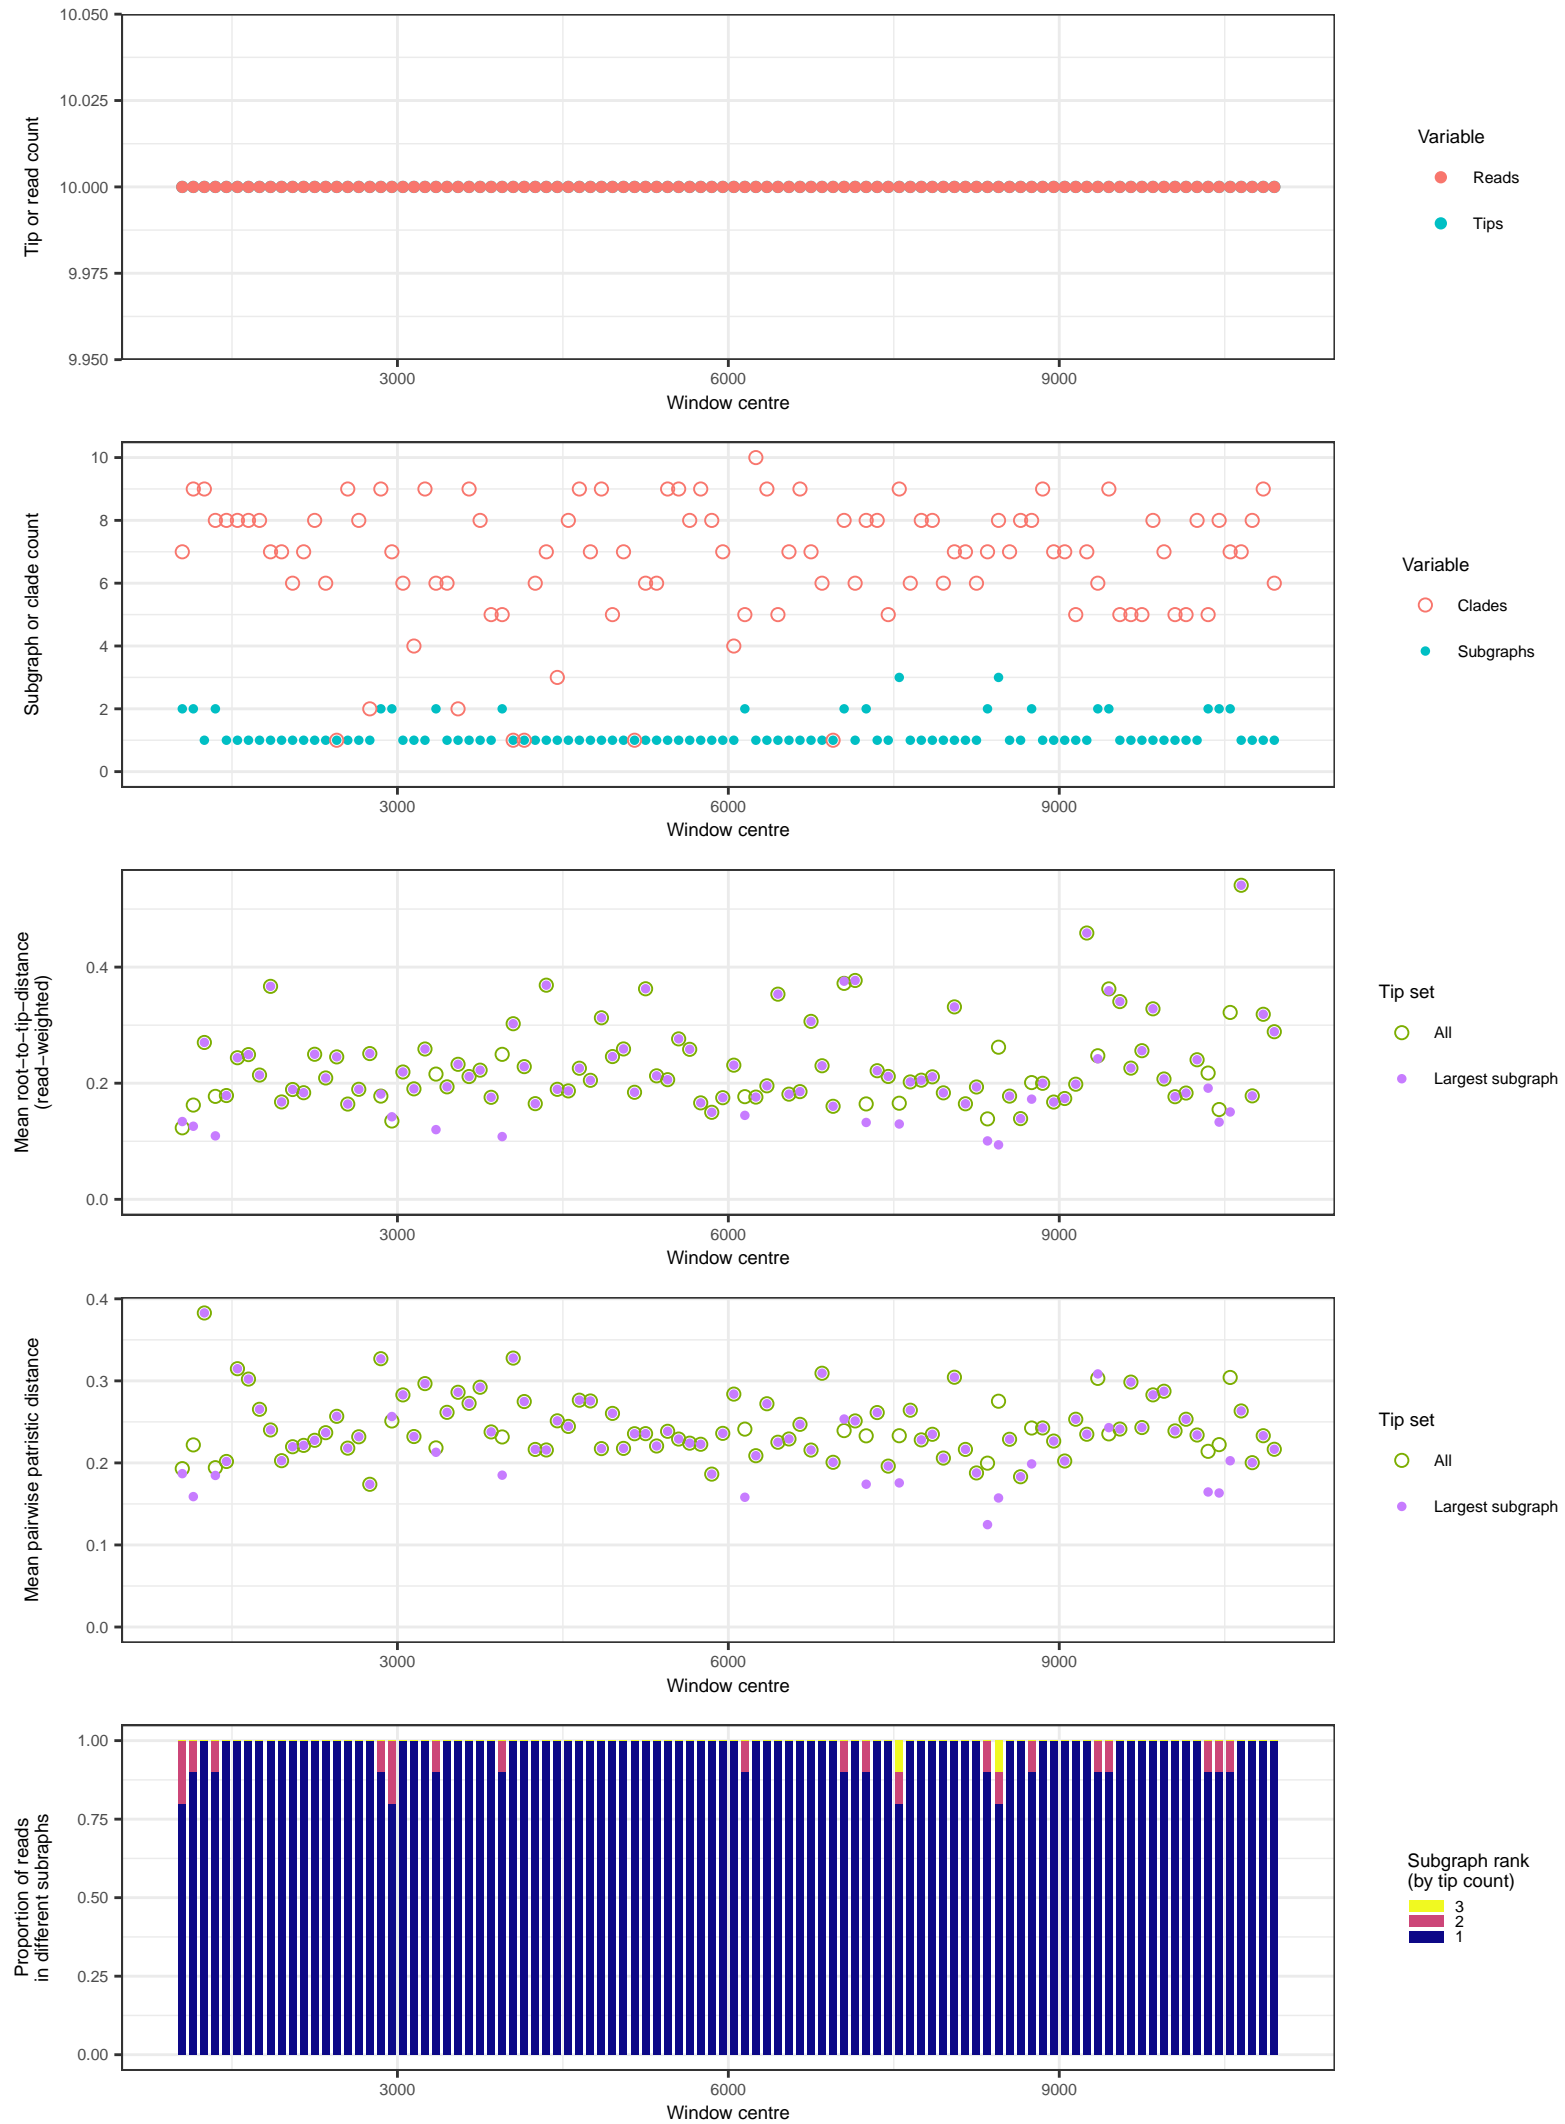 10.050
10.025
10.000
9.975
9.950
Tip or read count
3000
6000
9000
Window centre
Variable
Reads
Tips
10
8
6
4
2
0
Subgraph or clade count
3000
6000
9000
Window centre
Variable
Clades
Subgraphs
0.4
0.2
0.0
Mean root−to−tip−distance
(read−weighted)
3000
6000
9000
Window centre
Tip set
All
Largest subgraph
0.4
0.3
0.2
0.1
0.0
Mean pairwise patristic distance
3000
6000
9000
Window centre
Tip set
All
Largest subgraph
1.00
0.75
0.50
0.25
0.00
Proportion of reads
in different subraphs
3000
6000
9000
Window centre
Subgraph rank
(by tip count)
3
2
1